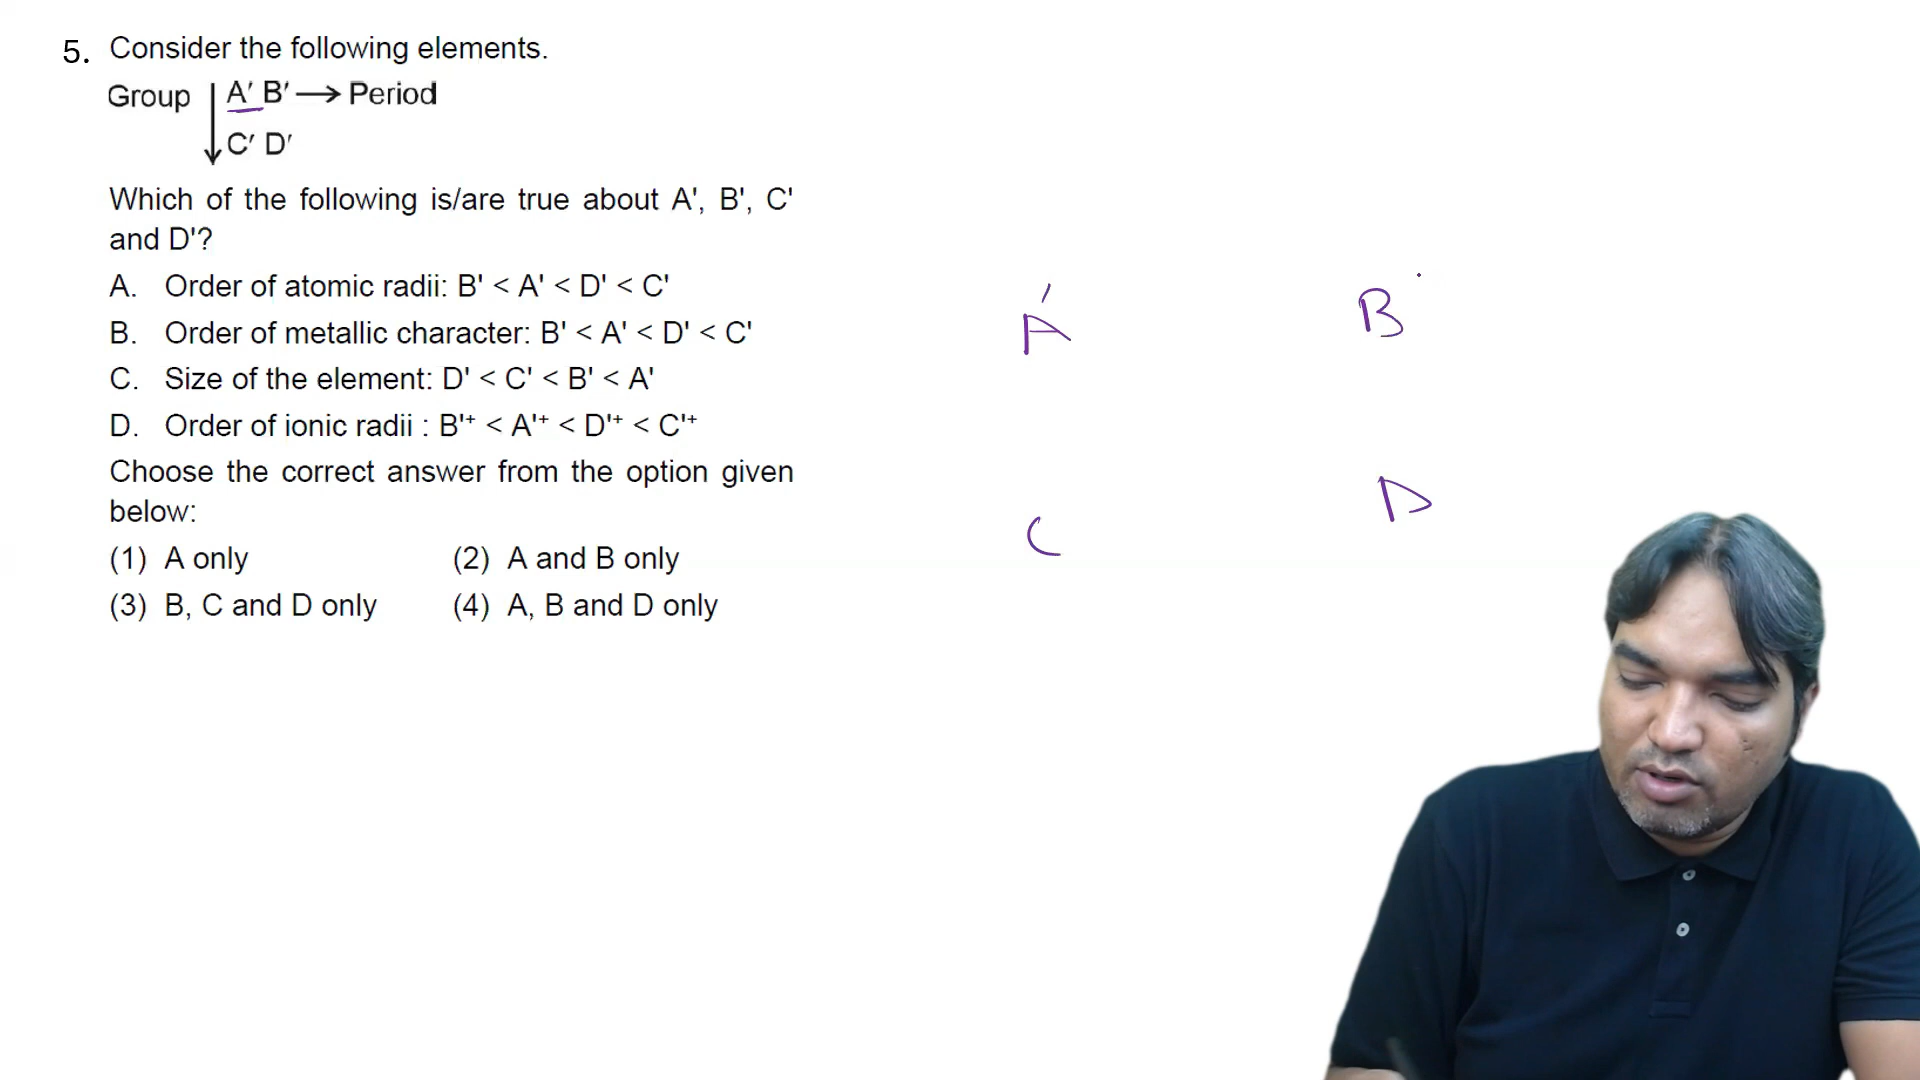 5. Consider the following elements.
Group A′ B′ → Period
C′ D′
Which of the following is/are true about A', B', C'
and D'?
A. Order of atomic radii: B' < A' < D' < C'
B. Order of metallic character: B' < A' < D' < C'
C. Size of the element: D' < C' < B' < A'
D. Order of ionic radii : B'⁺ < A'⁺ < D'⁺ < C'⁺
Choose the correct answer from the option given
below:
(1) A only (2) A and B only
(3) B, C and D only (4) A, B and D only
A′ B
C D